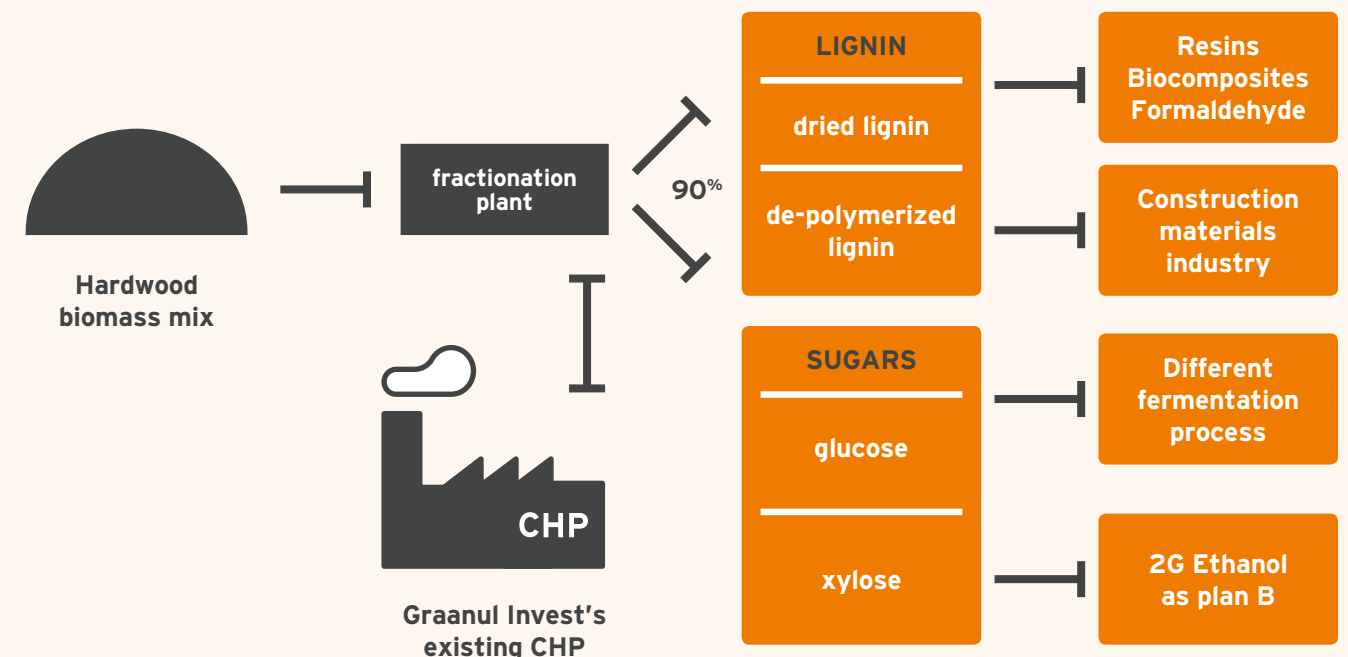 Hardwood
biomass mix
fractionation
plant
90%
CHP
Graanul Invest's
existing CHP
LIGNIN
dried lignin
de-polymerized
lignin
SUGARS
glucose
xylose
Resins
Biocomposites
Formaldehyde
Construction
materials
industry
Different
fermentation
process
2G Ethanol
as plan B